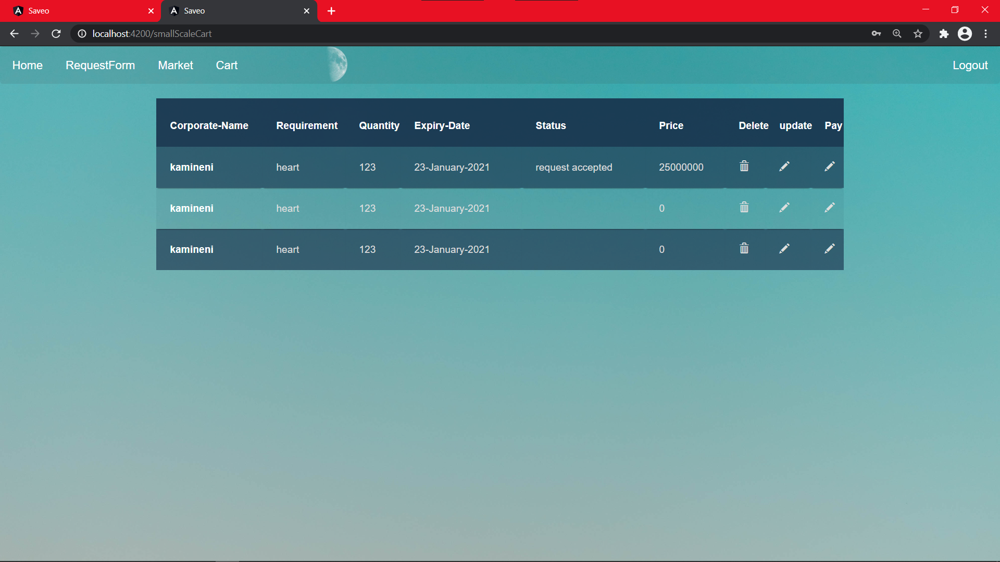 Saveo Saveo
localhost:4200/smallScaleCart
Home RequestForm Market Cart Logout
Corporate-Name Requirement Quantity Expiry-Date Status Price Delete update Pay
kamineni heart 123 23-January-2021 request accepted 25000000
kamineni heart 123 23-January-2021 0
kamineni heart 123 23-January-2021 0